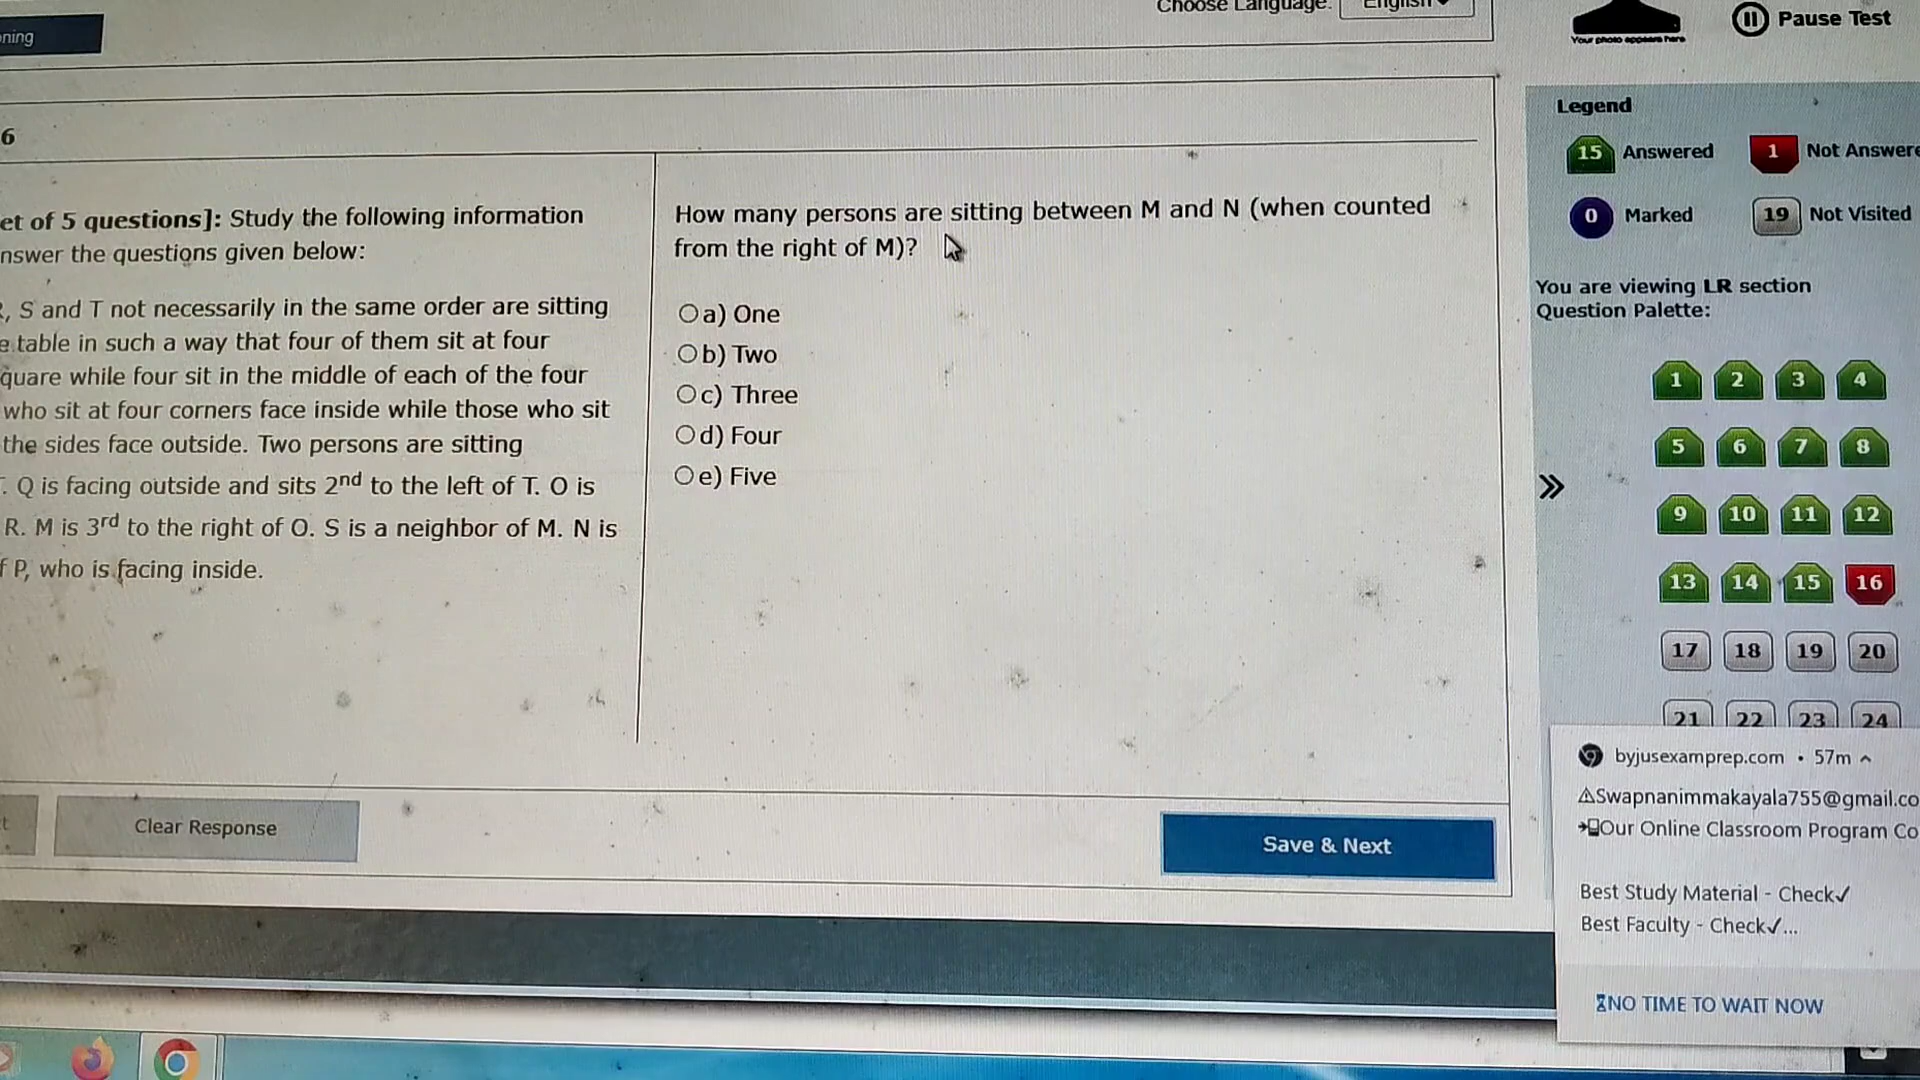 Choose Language: English
ning
Your photo appears here
Pause Test
6
Legend
15 Answered
1 Not Answere
0 Marked
19 Not Visited
et of 5 questions]: Study the following information
nswer the questions given below:
, S and T not necessarily in the same order are sitting
e table in such a way that four of them sit at four
quare while four sit in the middle of each of the four
who sit at four corners face inside while those who sit
the sides face outside. Two persons are sitting
. Q is facing outside and sits 2nd to the left of T. O is
R. M is 3rd to the right of O. S is a neighbor of M. N is
f P, who is facing inside.
How many persons are sitting between M and N (when counted
from the right of M)?
a) One
b) Two
c) Three
d) Four
e) Five
You are viewing LR section
Question Palette:
1 2 3 4
5 6 7 8
9 10 11 12
13 14 15 16
17 18 19 20
21 22 23 24
t
Clear Response
Save & Next
byjusexamprep.com • 57m
⚠Swapnanimmakayala755@gmail.co
Our Online Classroom Program Co
Best Study Material - Check✓
Best Faculty - Check✓...
⌛NO TIME TO WAIT NOW